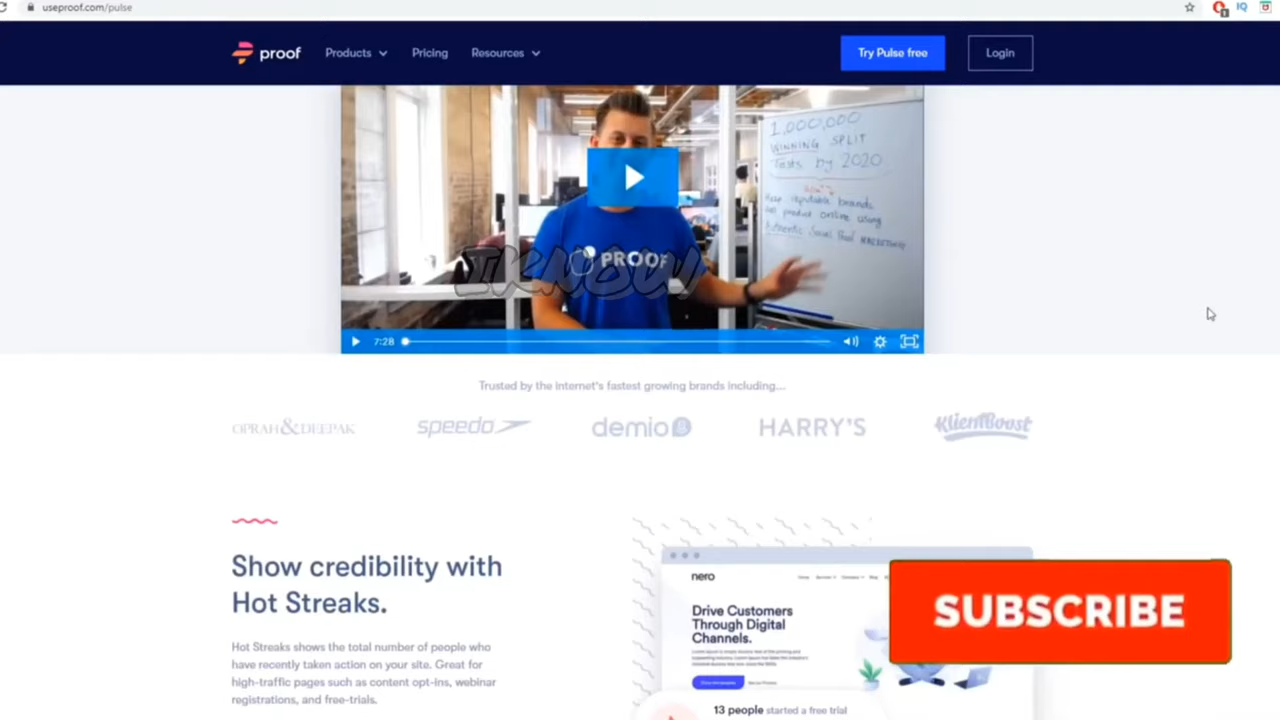 useproof.com/pulse
proof
Products
Pricing
Resources
Try Pulse free
Login
1,000,000
WINNING SPLIT
Tests by 2020
PROOF
IKNOW
7:28
Trusted by the internet's fastest growing brands including...
OPRAH&DEEPAK
speedo
demio
HARRY'S
KlientBoost
Show credibility with
Hot Streaks.
Hot Streaks shows the total number of people who
have recently taken action on your site. Great for
high-traffic pages such as content opt-ins, webinar
registrations, and free-trials.
nero
Drive Customers
Through Digital
Channels.
13 people started a free trial
SUBSCRIBE